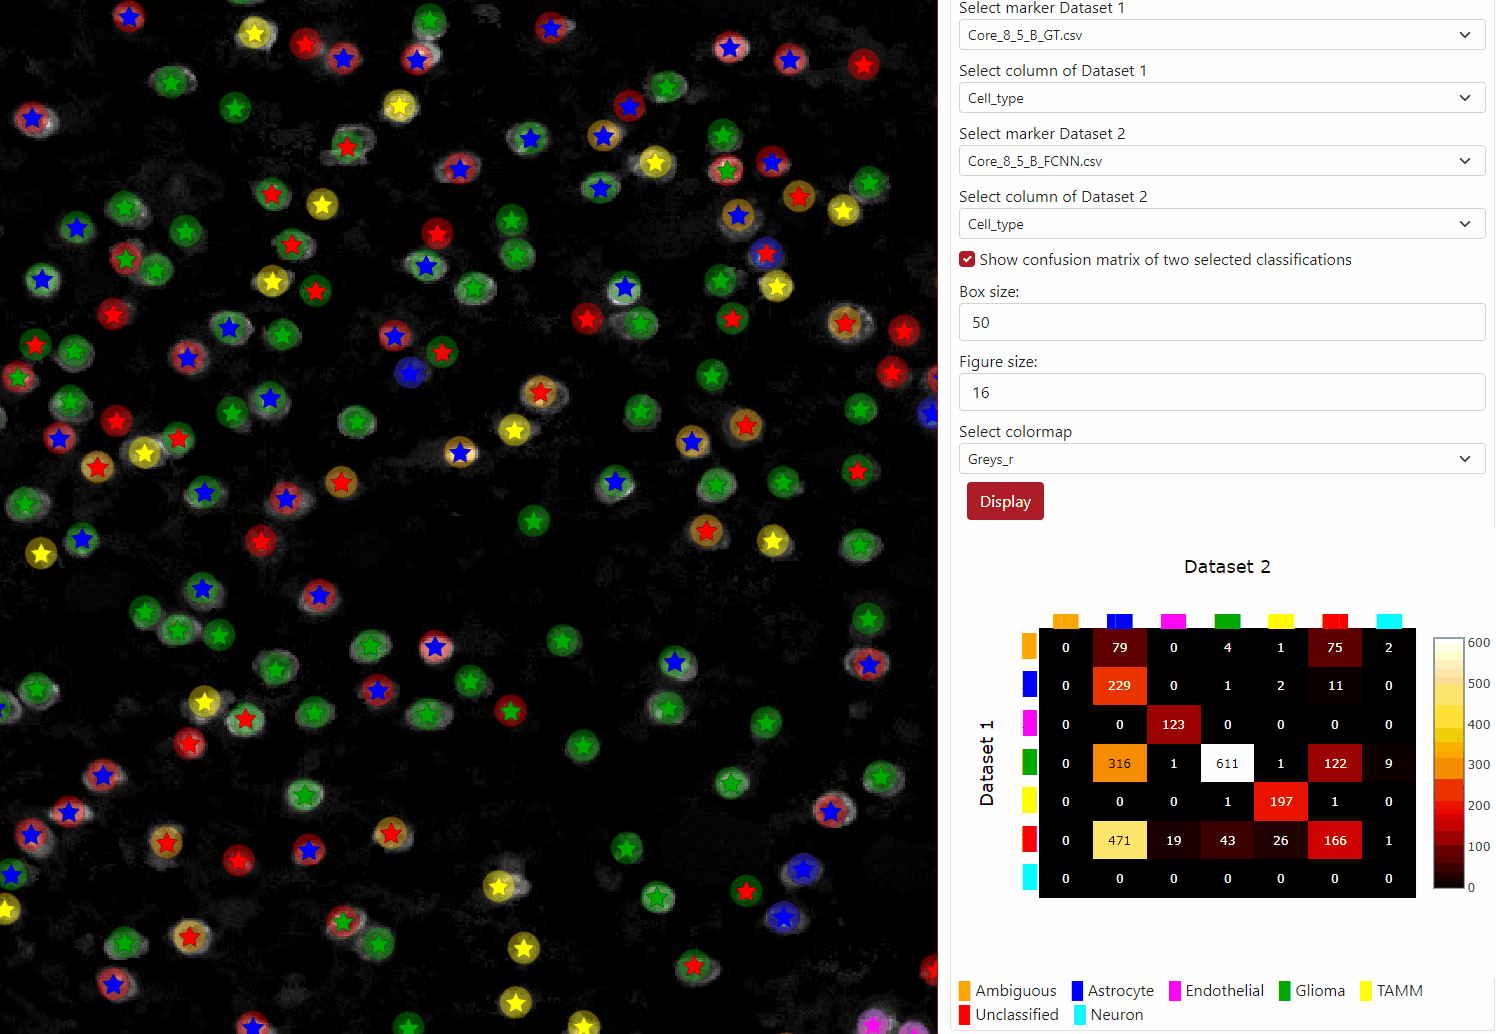 Select marker Dataset 1
Core_8_5_B_GT.csv
Select column of Dataset 1
Cell_type
Select marker Dataset 2
Core_8_5_B_FCNN.csv
Select column of Dataset 2
Cell_type
Show confusion matrix of two selected classifications
Box size:
50
Figure size:
16
Select colormap
Greys_r
Display
Dataset 2
Dataset 1
0 79 0 4 1 75 2
0 229 0 1 2 11 0
0 0 123 0 0 0 0
0 316 1 611 1 122 9
0 0 0 1 197 1 0
0 471 19 43 26 166 1
0 0 0 0 0 0 0
600
500
400
300
200
100
0
Ambiguous Astrocyte Endothelial Glioma TAMM
Unclassified Neuron